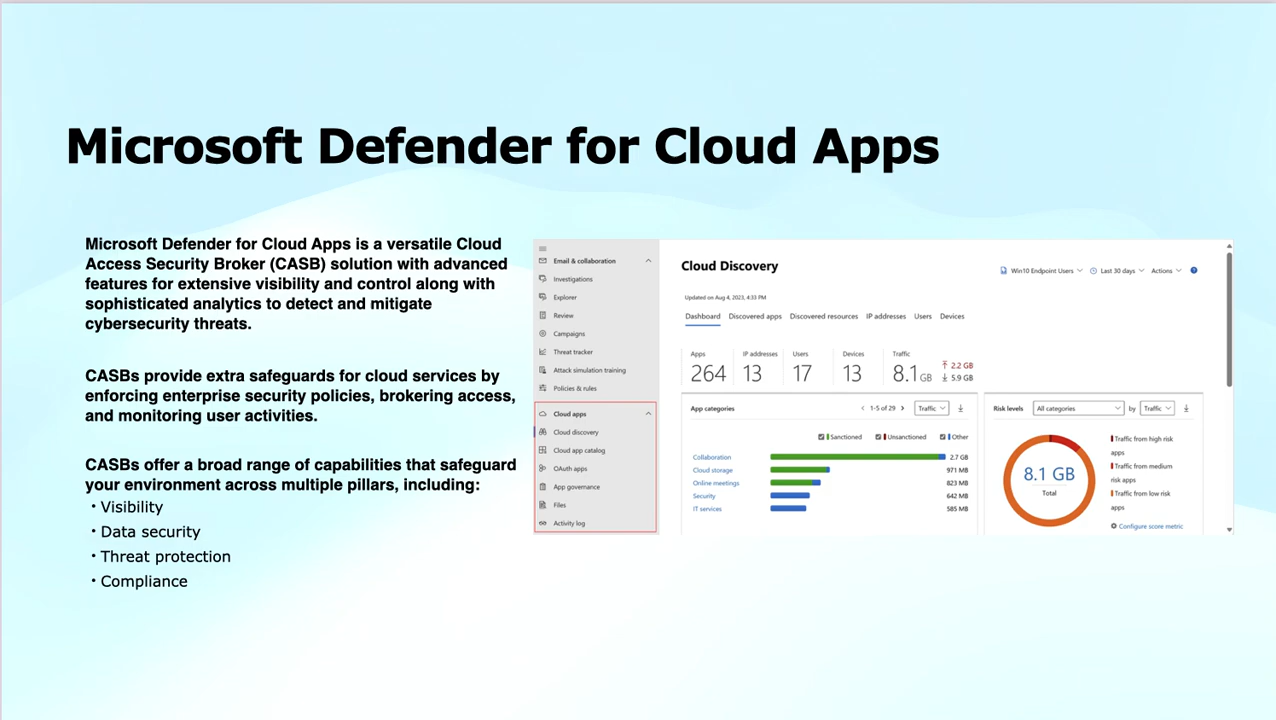 Microsoft Defender for Cloud Apps
Microsoft Defender for Cloud Apps is a versatile Cloud
Access Security Broker (CASB) solution with advanced
features for extensive visibility and control along with
sophisticated analytics to detect and mitigate
cybersecurity threats.
CASBs provide extra safeguards for cloud services by
enforcing enterprise security policies, brokering access,
and monitoring user activities.
CASBs offer a broad range of capabilities that safeguard
your environment across multiple pillars, including:
• Visibility
• Data security
• Threat protection
• Compliance
Email & collaboration
Investigations
Explorer
Review
Campaigns
Threat tracker
Attack simulation training
Policies & rules
Cloud apps
Cloud discovery
Cloud app catalog
OAuth apps
App governance
Files
Activity log
Cloud Discovery
Win10 Endpoint Users Last 30 days Actions
Updated on Aug 4, 2023, 4:33 PM
Dashboard Discovered apps Discovered resources IP addresses Users Devices
Apps IP addresses Users Devices Traffic
264 13 17 13 8.1 GB
2.2 GB
5.9 GB
App categories 1-5 of 29 Traffic
Sanctioned Unsanctioned Other
Collaboration 2.7 GB
Cloud storage 971 MB
Online meetings 823 MB
Security 642 MB
IT services 585 MB
Risk levels All categories by Traffic
8.1 GB
Total
Traffic from high risk
apps
Traffic from medium
risk apps
Traffic from low risk
apps
Configure score metric